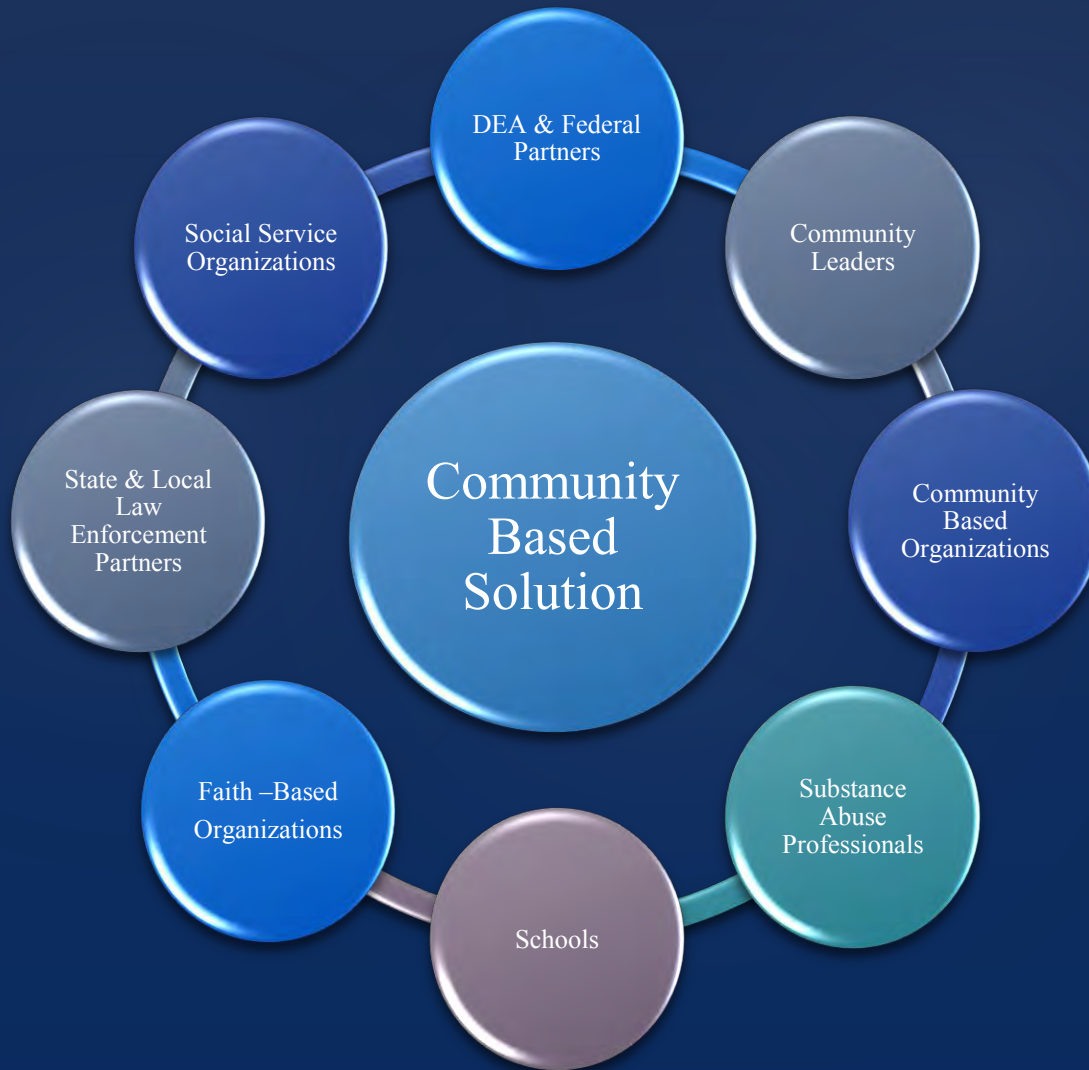 DEA & Federal
Partners
Community
Leaders
Community
Based
Organizations
Substance
Abuse
Professionals
Schools
Faith –Based
Organizations
State & Local
Law
Enforcement
Partners
Social Service
Organizations
Community
Based
Solution